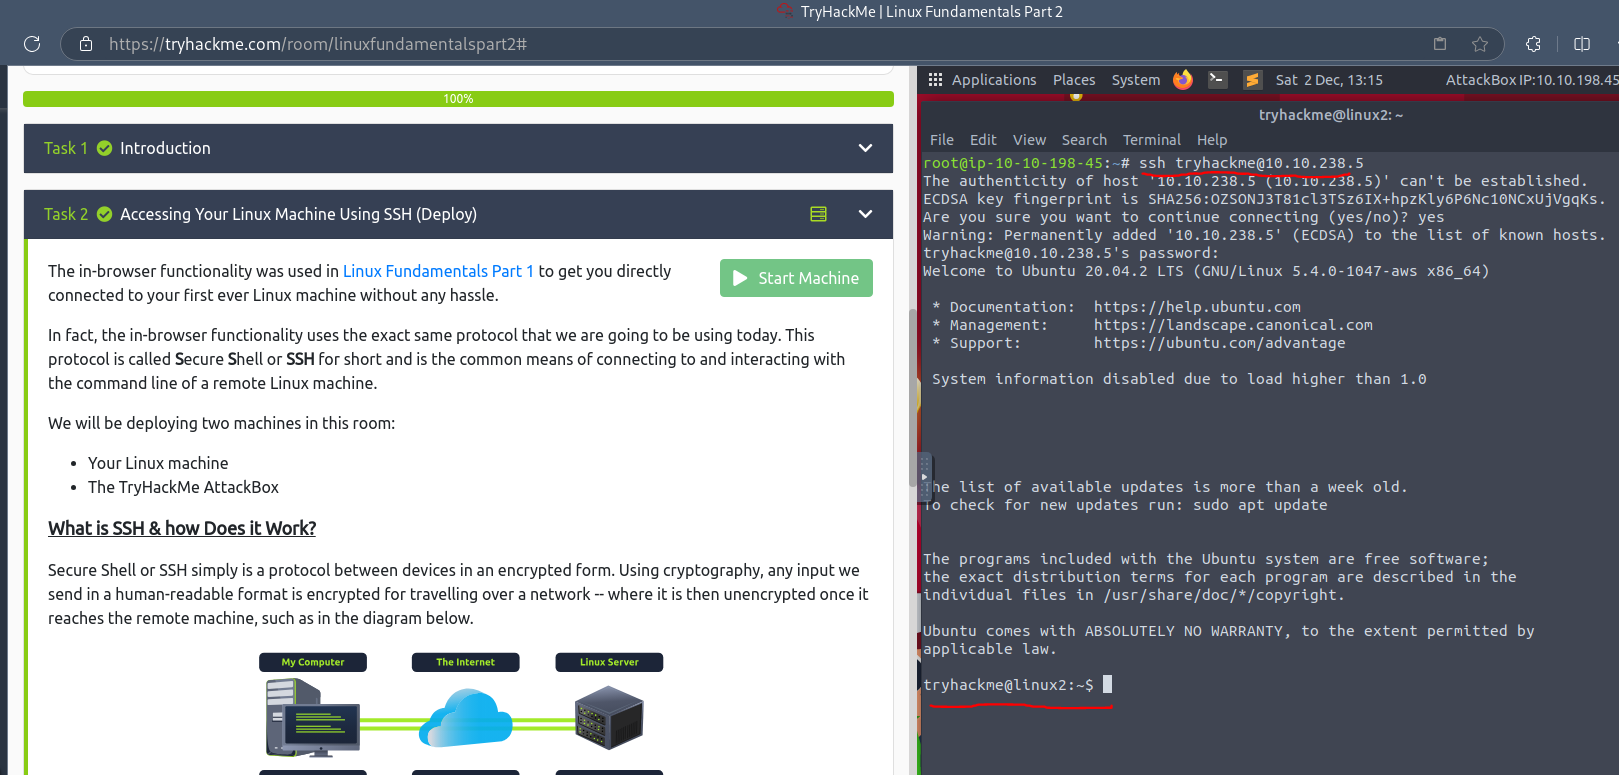 TryHackMe | Linux Fundamentals Part 2
https://tryhackme.com/room/linuxfundamentalspart2#
100%
Task 1 Introduction
Task 2 Accessing Your Linux Machine Using SSH (Deploy)
The in-browser functionality was used in Linux Fundamentals Part 1 to get you directly
connected to your first ever Linux machine without any hassle.
Start Machine
In fact, the in-browser functionality uses the exact same protocol that we are going to be using today. This
protocol is called Secure Shell or SSH for short and is the common means of connecting to and interacting with
the command line of a remote Linux machine.
We will be deploying two machines in this room:
• Your Linux machine
• The TryHackMe AttackBox
What is SSH & how Does it Work?
Secure Shell or SSH simply is a protocol between devices in an encrypted form. Using cryptography, any input we
send in a human-readable format is encrypted for travelling over a network -- where it is then unencrypted once it
reaches the remote machine, such as in the diagram below.
My Computer The Internet Linux Server
Applications Places System Sat 2 Dec, 13:15 AttackBox IP:10.10.198.45
tryhackme@linux2: ~
File Edit View Search Terminal Help
root@ip-10-10-198-45:~# ssh tryhackme@10.10.238.5
The authenticity of host '10.10.238.5 (10.10.238.5)' can't be established.
ECDSA key fingerprint is SHA256:OZSONJ3T81cl3TSz6IX+hpzKly6P6Nc10NCxUjVgqKs.
Are you sure you want to continue connecting (yes/no)? yes
Warning: Permanently added '10.10.238.5' (ECDSA) to the list of known hosts.
tryhackme@10.10.238.5's password:
Welcome to Ubuntu 20.04.2 LTS (GNU/Linux 5.4.0-1047-aws x86_64)
* Documentation: https://help.ubuntu.com
* Management: https://landscape.canonical.com
* Support: https://ubuntu.com/advantage
System information disabled due to load higher than 1.0
he list of available updates is more than a week old.
To check for new updates run: sudo apt update
The programs included with the Ubuntu system are free software;
the exact distribution terms for each program are described in the
individual files in /usr/share/doc/*/copyright.
Ubuntu comes with ABSOLUTELY NO WARRANTY, to the extent permitted by
applicable law.
tryhackme@linux2:~$